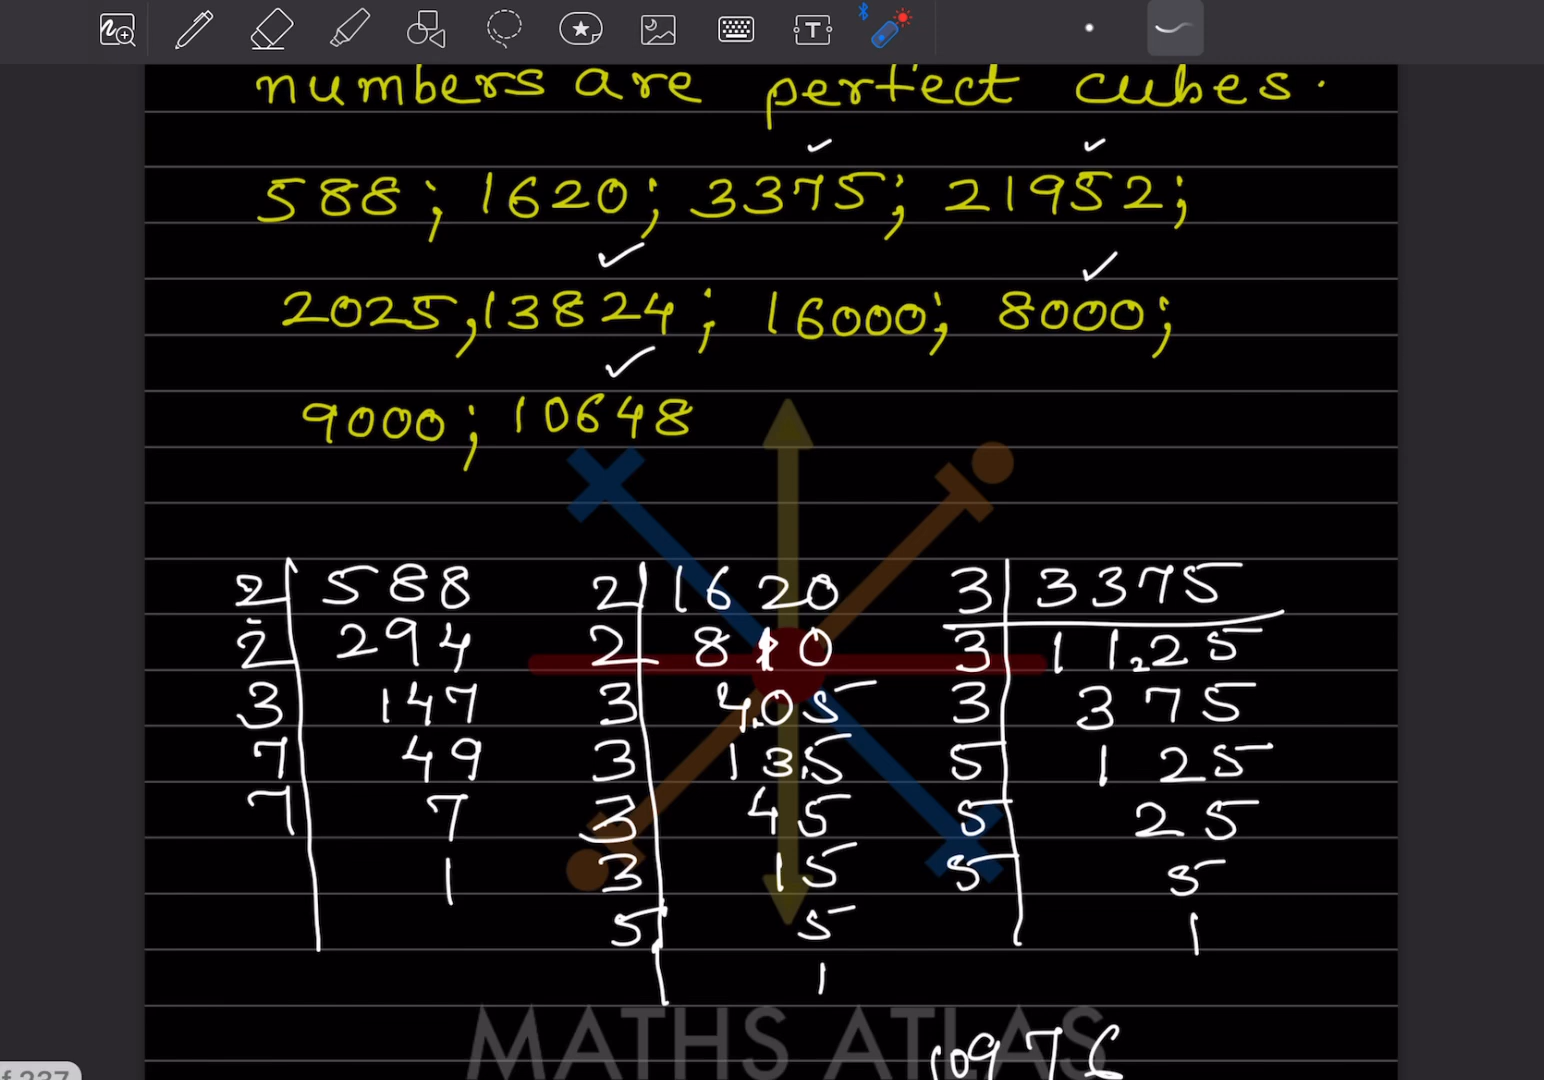 numbers are perfect cubes.
588; 1620; 3375; 21952;
2025, 13824; 16000; 8000;
9000; 10648
2 | 588 2 | 1620 3 | 3375
2 | 294 2 | 810 3 | 1125
3 | 147 3 | 405 3 | 375
7 | 49 3 | 135 5 | 125
7 | 7 3 | 45 5 | 25
1 3 | 15 5 | 5
5 | 5 1
1
MATHS ATLAS
10976